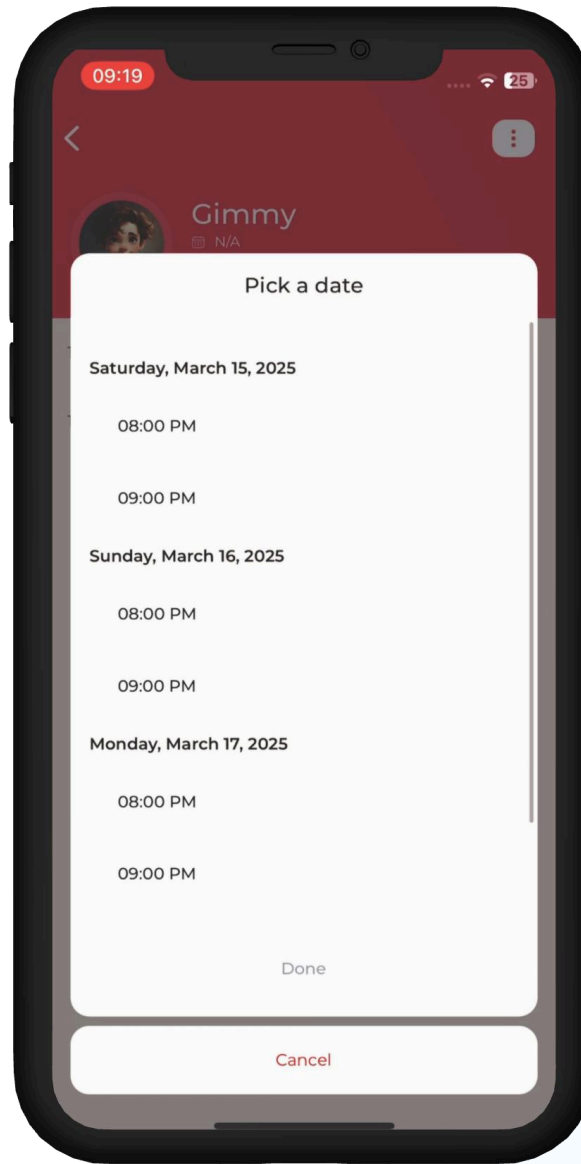 09:19
25
Gimmy
N/A
Pick a date
Saturday, March 15, 2025
08:00 PM
09:00 PM
Sunday, March 16, 2025
08:00 PM
09:00 PM
Monday, March 17, 2025
08:00 PM
09:00 PM
Done
Cancel